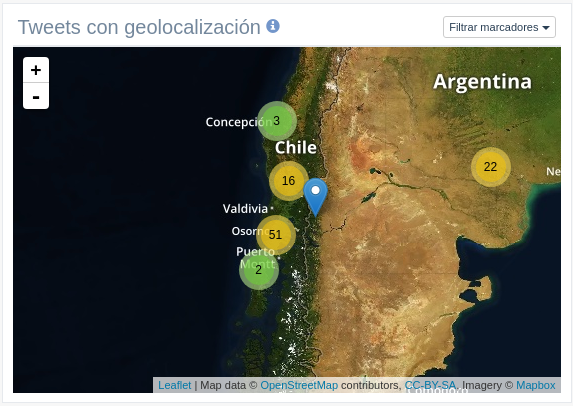 Tweets con geolocalización
Filtrar marcadores
+
-
Argentina
Concepción
3
Chile
16
22
Ne
Valdivia
Osorn
51
Puerto
Montt
2
Leaflet | Map data © OpenStreetMap contributors, CC-BY-SA, Imagery © Mapbox